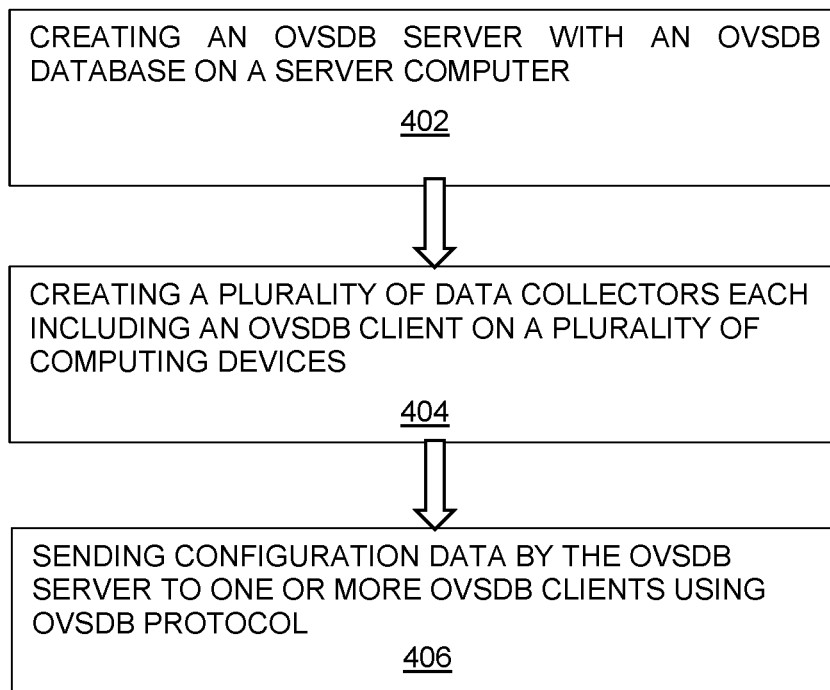 CREATING AN OVSDB SERVER WITH AN OVSDB
DATABASE ON A SERVER COMPUTER
402
CREATING A PLURALITY OF DATA COLLECTORS EACH
INCLUDING AN OVSDB CLIENT ON A PLURALITY OF
COMPUTING DEVICES
404
SENDING CONFIGURATION DATA BY THE OVSDB
SERVER TO ONE OR MORE OVSDB CLIENTS USING
OVSDB PROTOCOL
406